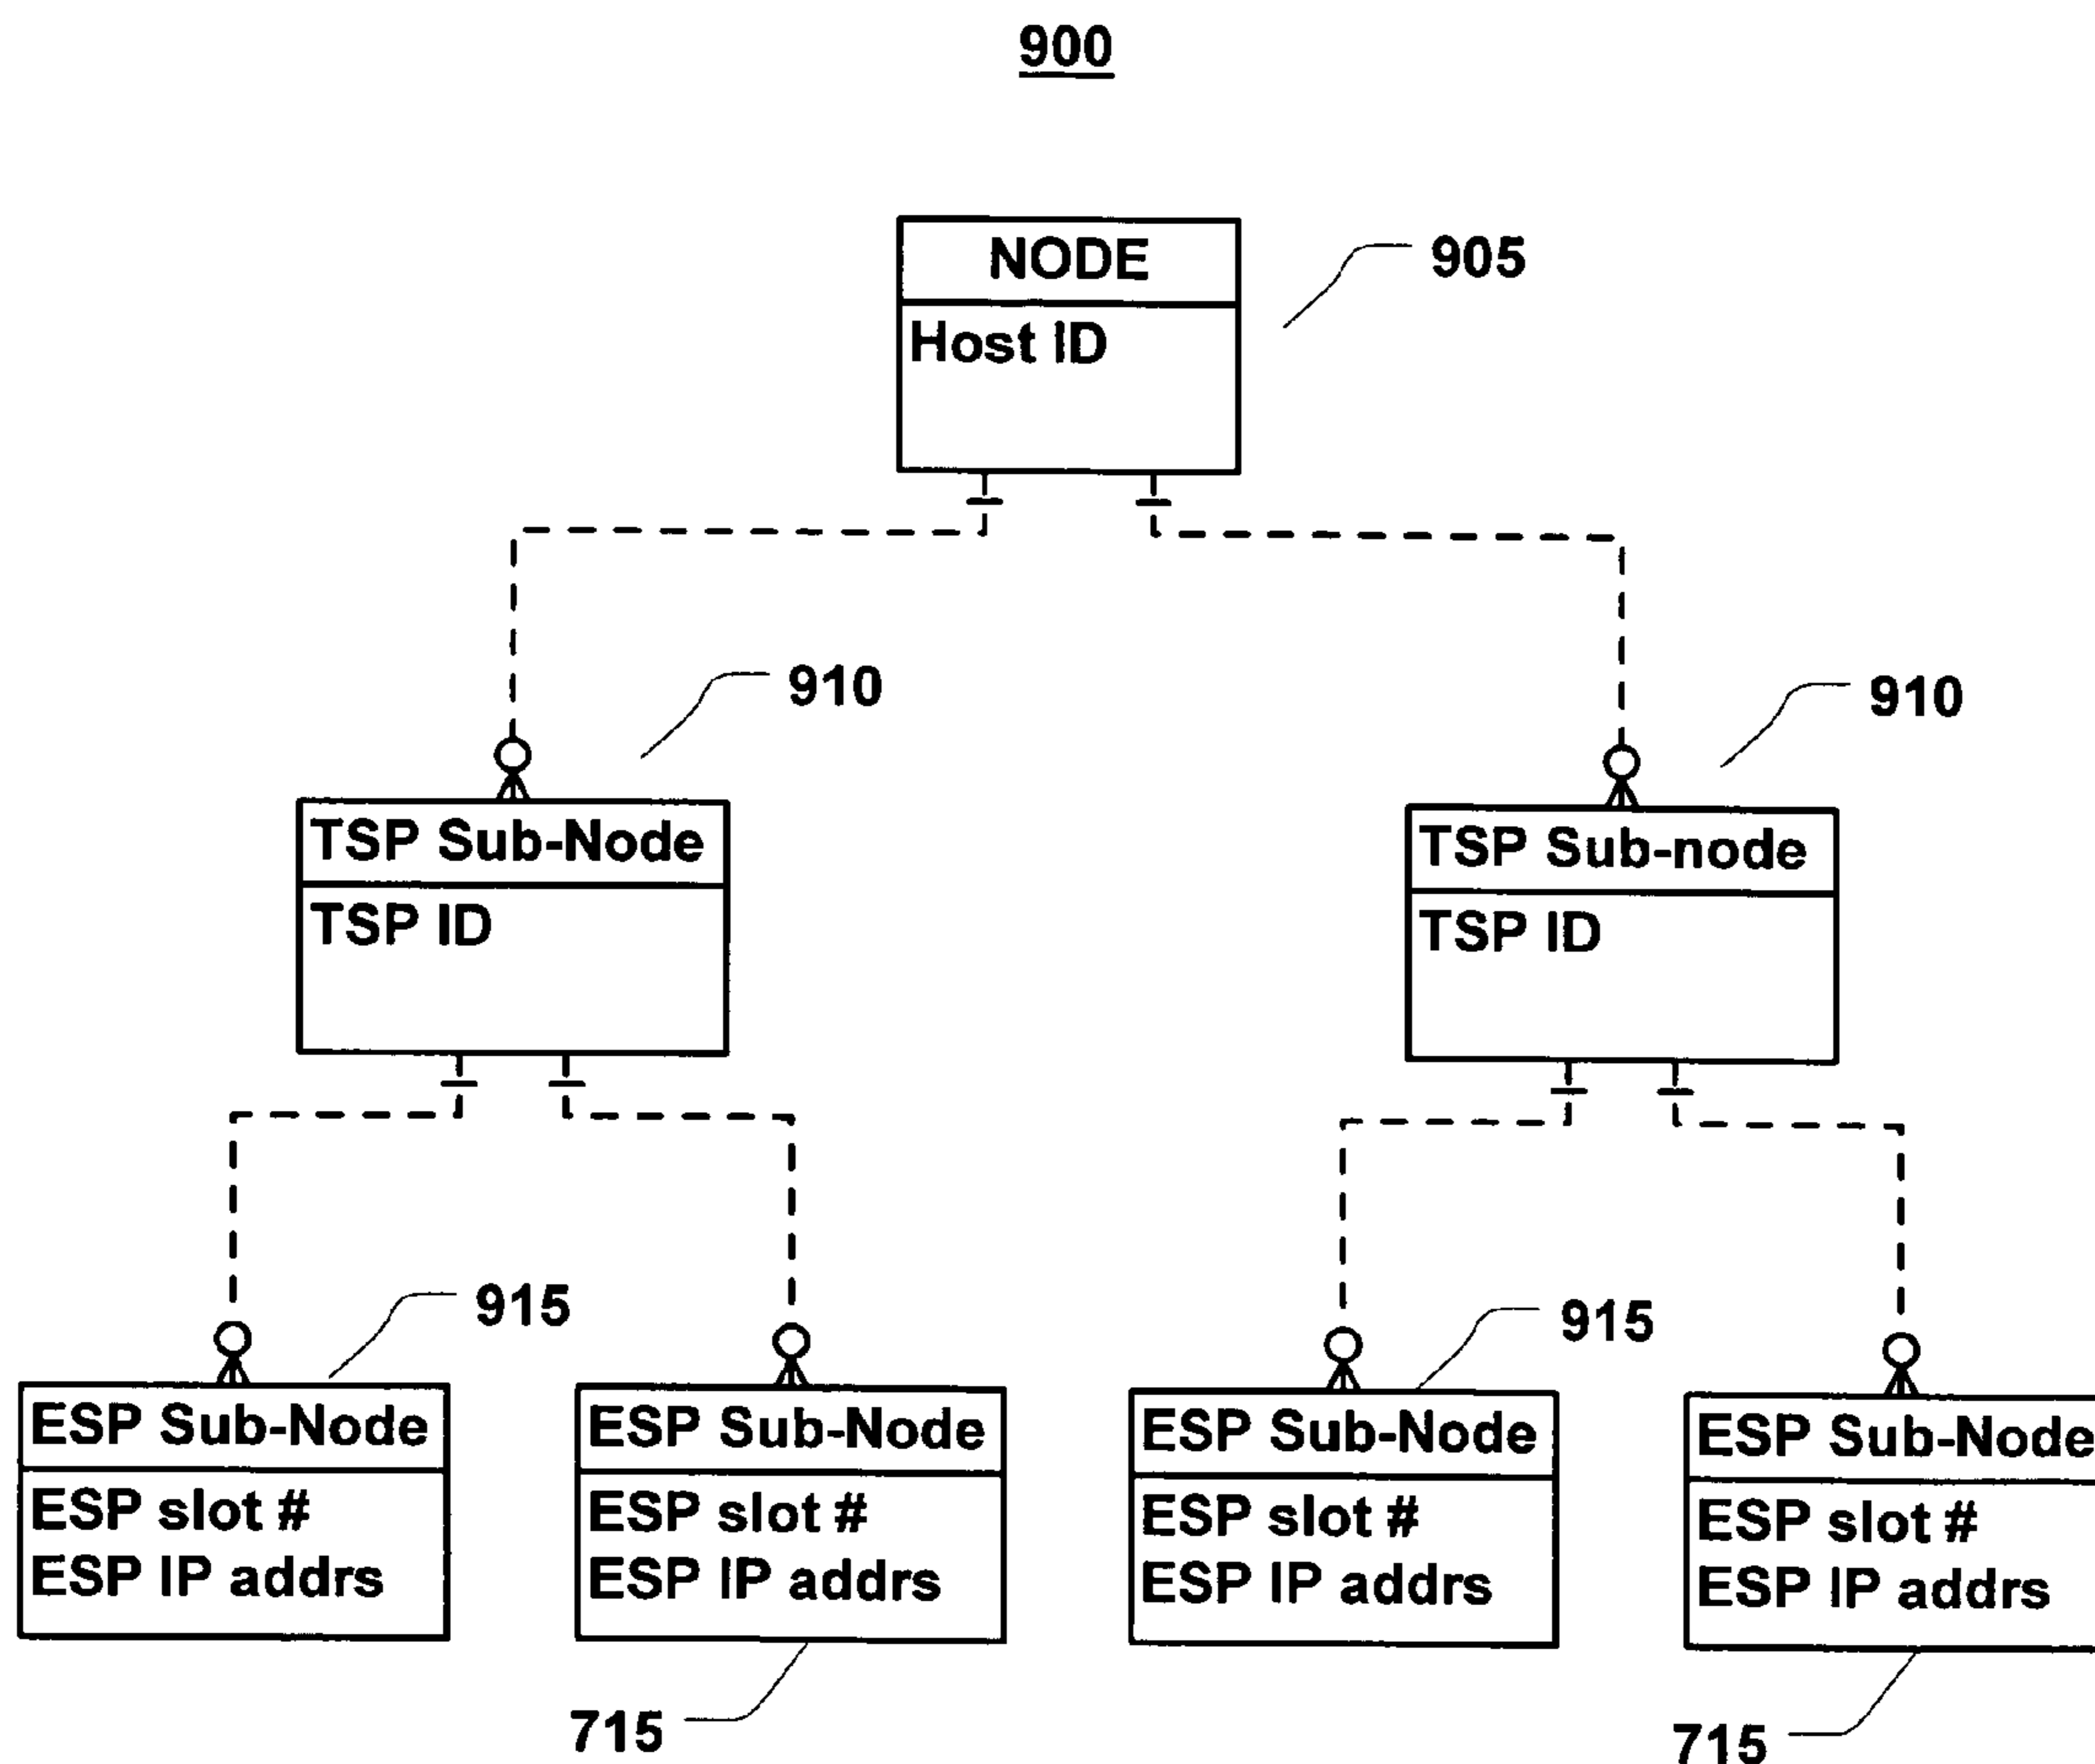 900
NODE
905
Host ID
910
910
TSP Sub-Node
TSP Sub-node
TSP ID
TSP ID
915
915
ESP Sub-Node
ESP Sub-Node
ESP Sub-Node
ESP Sub-Node
ESP slot #
ESP slot #
ESP slot #
ESP slot #
ESP IP addrs
ESP IP addrs
ESP IP addrs
ESP IP addrs
715
715